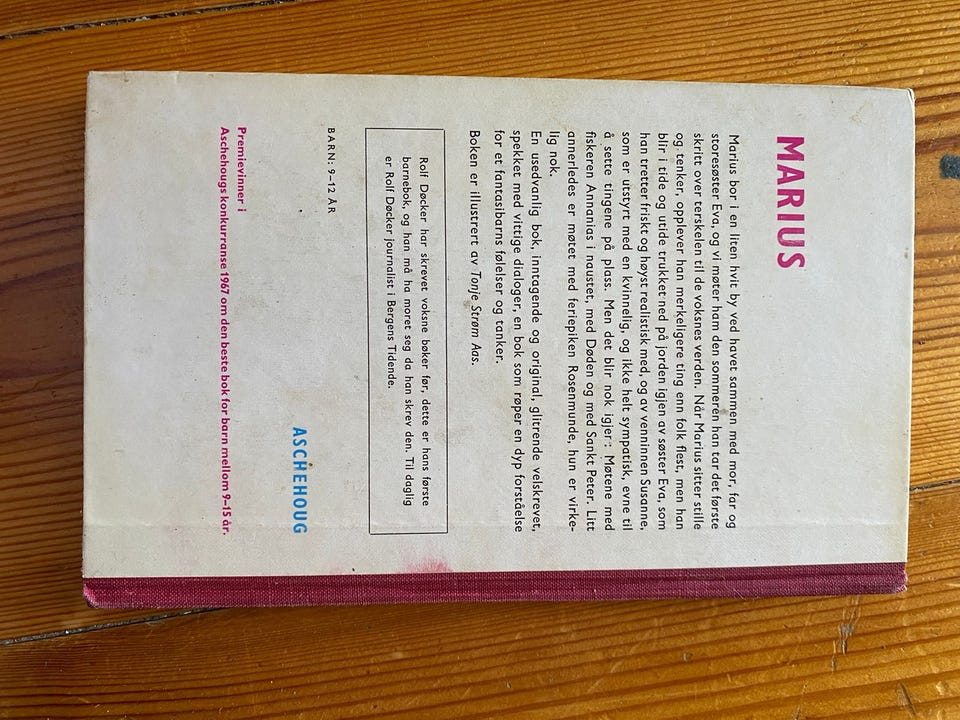 MARIUS
Marius bor i en liten hvit by ved havet sammen med mor, far og
storesøster Eva, og vi møter ham den sommeren han tar det første
skritt over terskelen til de voksnes verden. Når Marius sitter stille
og tenker, opplever han merkeligere ting enn folk flest, men han
blir i tide og utide trukket ned på jorden igjen av søster Eva, som
han tretter friskt og høyst realistisk med, og av venninnen Susanne,
som er utstyrt med en kvinnelig, og ikke helt sympatisk, evne til
å sette tingene på plass. Men det blir nok igjer: Møtene med
fiskeren Annanias i naustet, med Døden og med Sankt Peter. Litt
annerledes er møtet med feriepiken Rosenmunde, hun er virke-
lig nok.
En usedvanlig bok, inntagende og original, glitrende velskrevet,
spekket med vittige dialoger, en bok som røper en dyp forståelse
for et fantasibarns følelser og tanker.
Boken er illustrert av Tonje Strøm Aas.
Rolf Døcker har skrevet voksne bøker før, dette er hans første
barnebok, og han må ha moret seg da han skrev den. Til daglig
er Rolf Døcker journalist i Bergens Tidende.
BARN: 9–12 ÅR
ASCHEHOUG
Premievinner i
Aschehougs konkurranse 1967 om den beste bok for barn mellom 9–15 år.